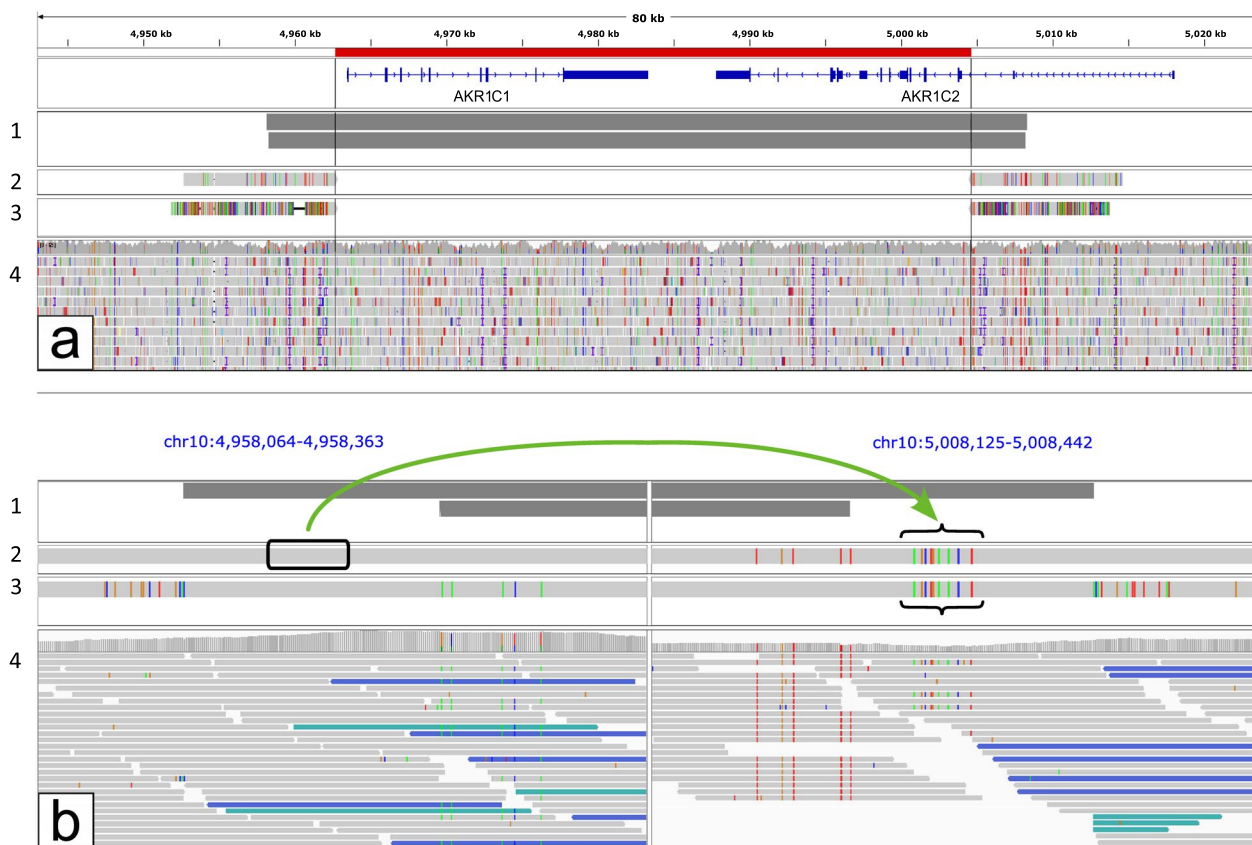 80 kb
4,950 kb 4,960 kb 4,970 kb 4,980 kb 4,990 kb 5,000 kb 5,010 kb 5,020 kb
AKR1C1 AKR1C2
1
2
3
4
a
chr10:4,958,064-4,958,363 chr10:5,008,125-5,008,442
1
2
3
4
b